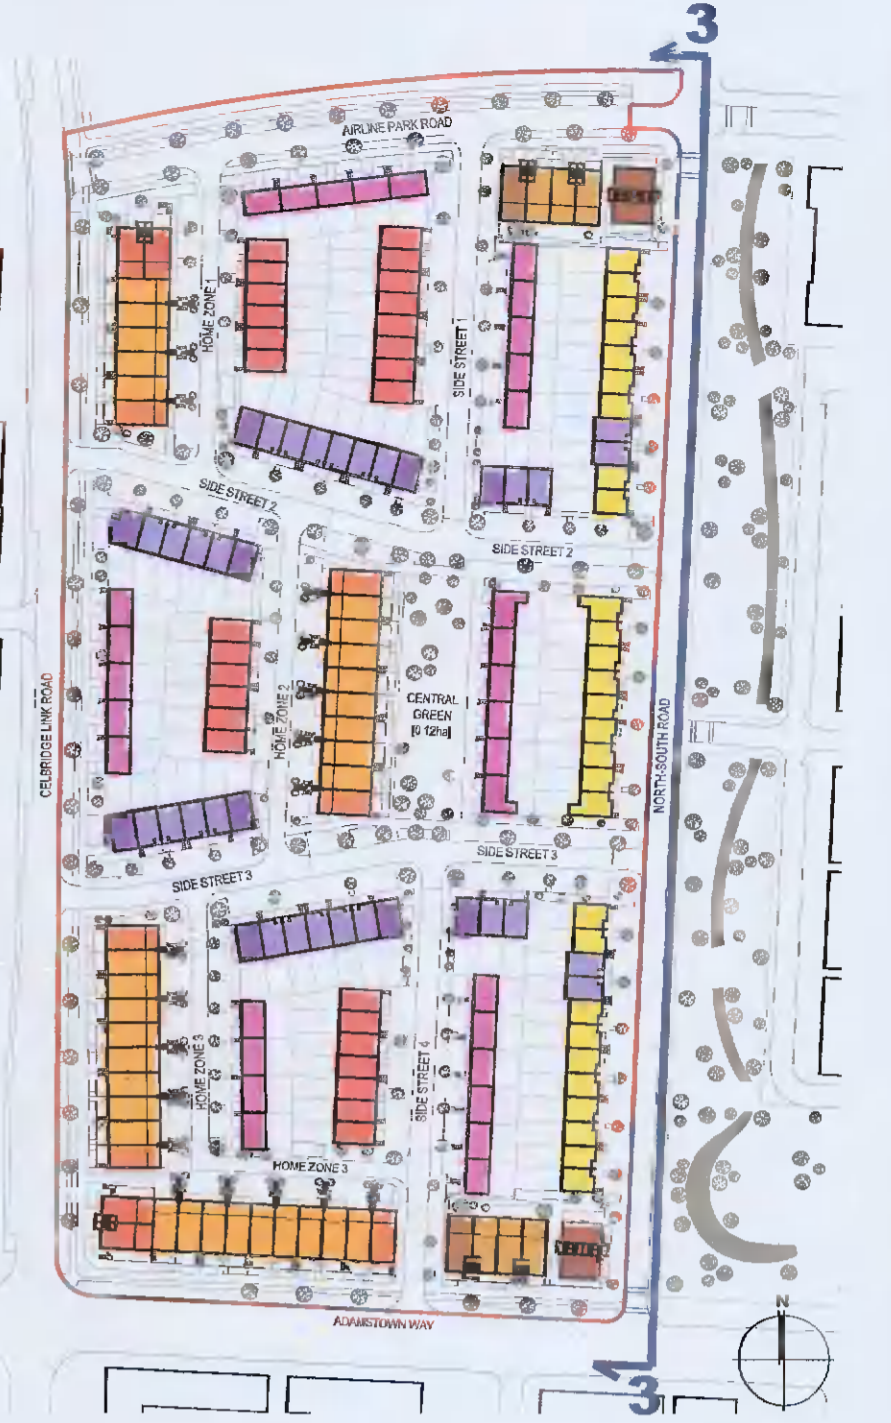 3
AIRLINE PARK ROAD
HOME ZONE 1
SIDE STREET 1
SIDE STREET 2
SIDE STREET 2
CELBRIDGE LINK ROAD
HOME ZONE 2
CENTRAL
GREEN
[0 12ha]
NORTH-SOUTH ROAD
SIDE STREET 3
SIDE STREET 3
HOME ZONE 3
SIDE STREET 4
HOME ZONE 3
ADAMSTOWN WAY
N
3